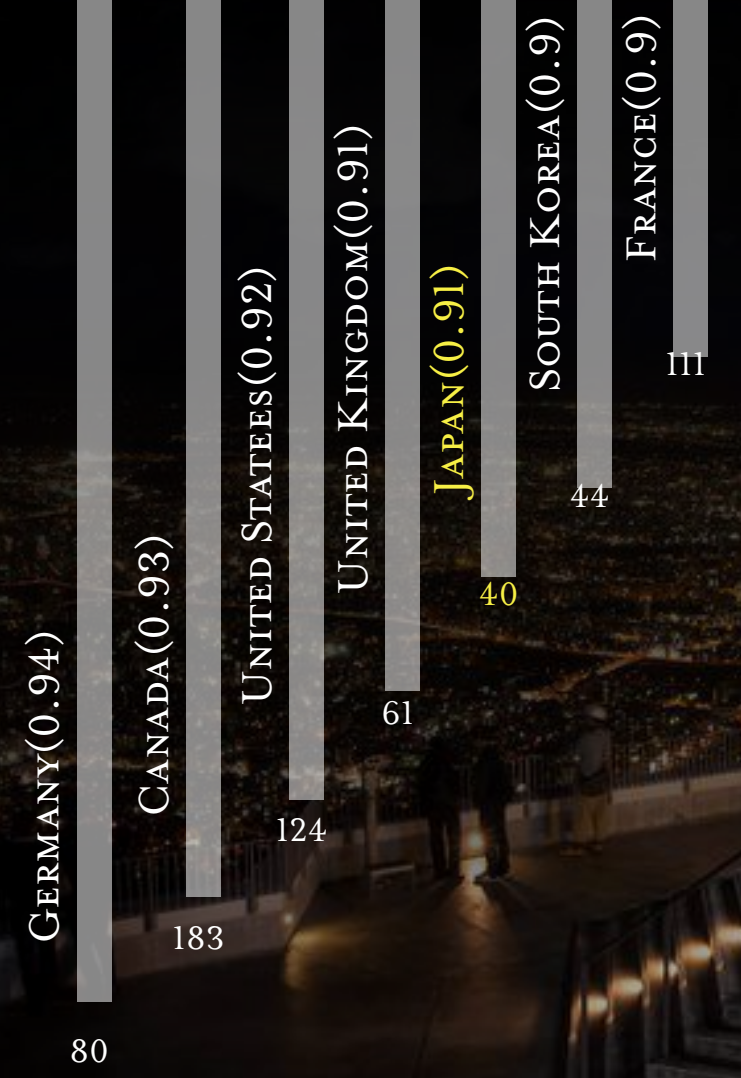 Germany(0.94)
80
Canada(0.93)
183
United Statees(0.92)
124
United Kingdom(0.91)
61
Japan(0.91)
40
South Korea(0.9)
44
France(0.9)
111